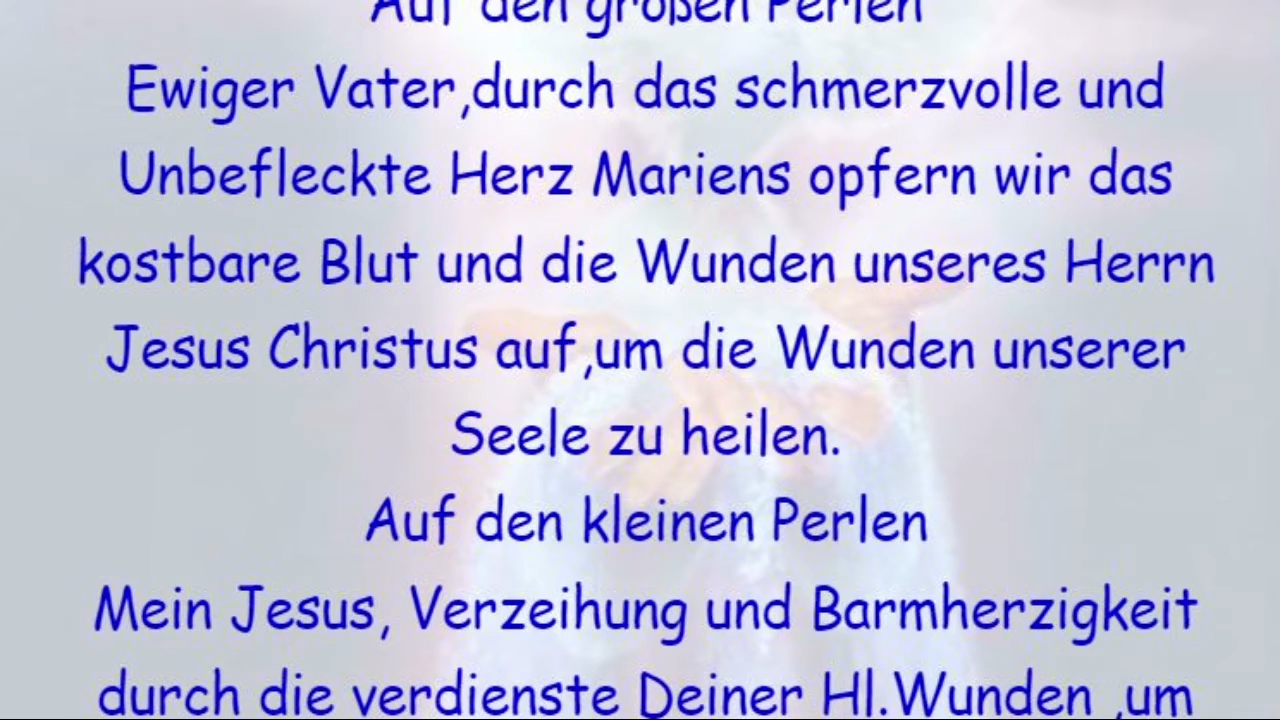 Auf den großen Perlen
Ewiger Vater,durch das schmerzvolle und
Unbefleckte Herz Mariens opfern wir das
kostbare Blut und die Wunden unseres Herrn
Jesus Christus auf,um die Wunden unserer
Seele zu heilen.
Auf den kleinen Perlen
Mein Jesus, Verzeihung und Barmherzigkeit
durch die verdienste Deiner Hl.Wunden ,um